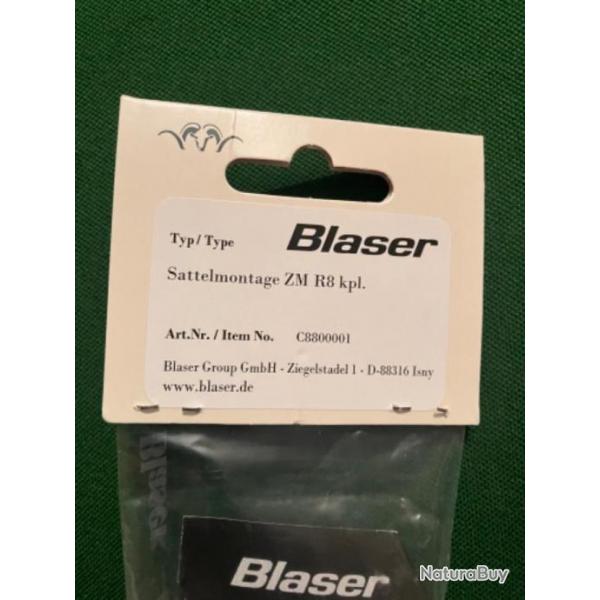 Typ / Type Blaser
Sattelmontage ZM R8 kpl.
Art.Nr. / Item No. C8800001
Blaser Group GmbH - Ziegelstadel 1 - D-88316 Isny
www.blaser.de
Blaser
Blaser
NaturaBuy